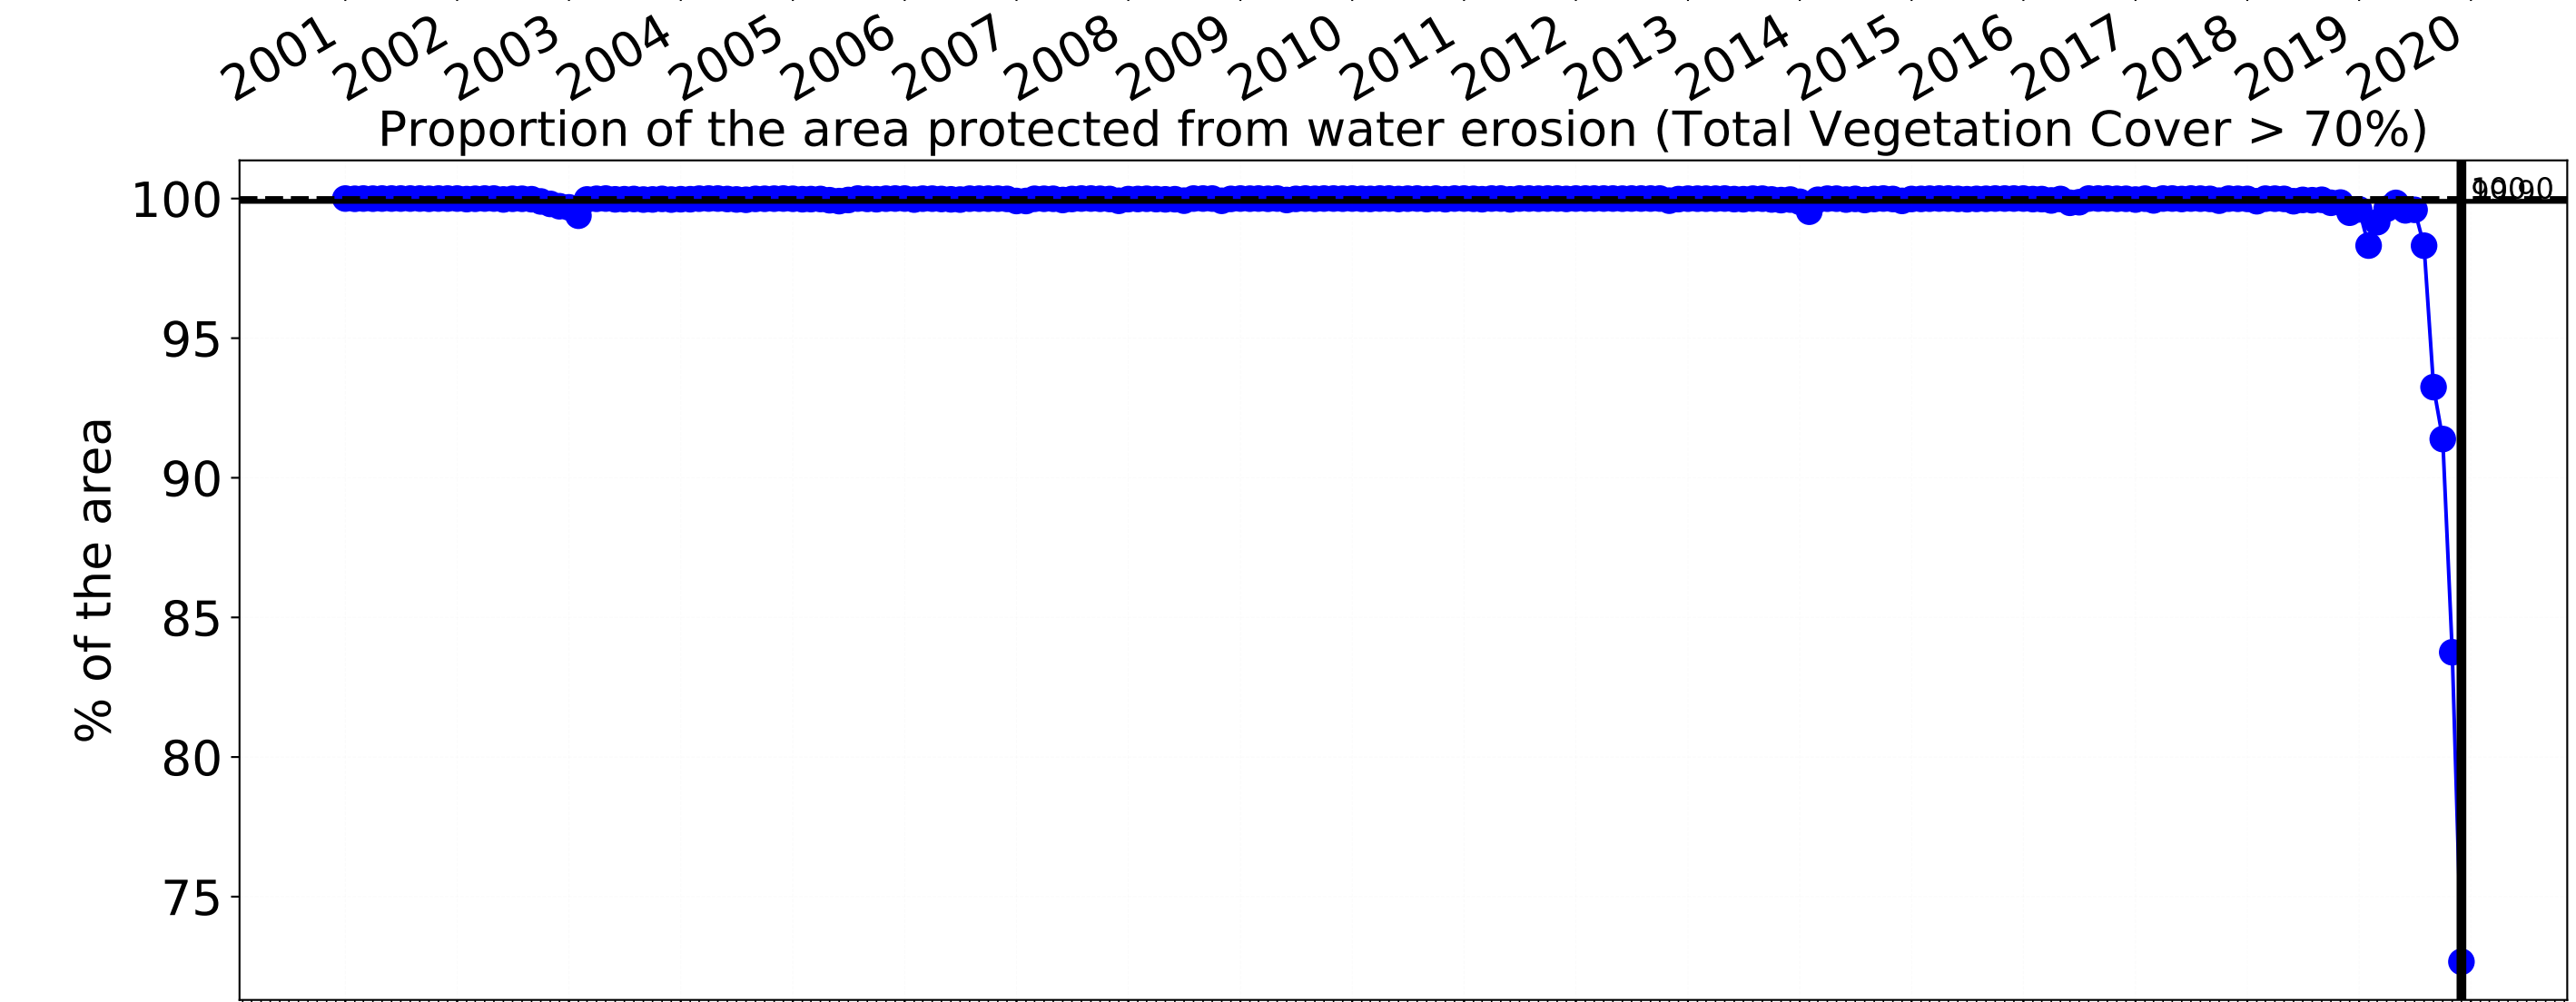 2001 2002 2003 2004 2005 2006 2007 2008 2009 2010 2011 2012 2013 2014 2015 2016 2017 2018 2019 2020
Proportion of the area protected from water erosion (Total Vegetation Cover > 70%)
100
95
90
85
80
75
% of the area